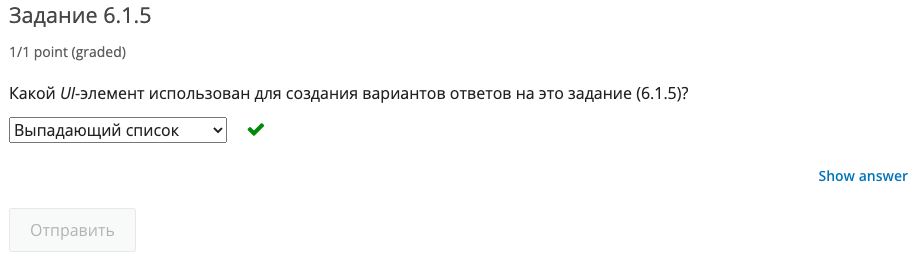 Задание 6.1.5
1/1 point (graded)
Какой UI-элемент использован для создания вариантов ответов на это задание (6.1.5)?
Выпадающий список
Show answer
Отправить